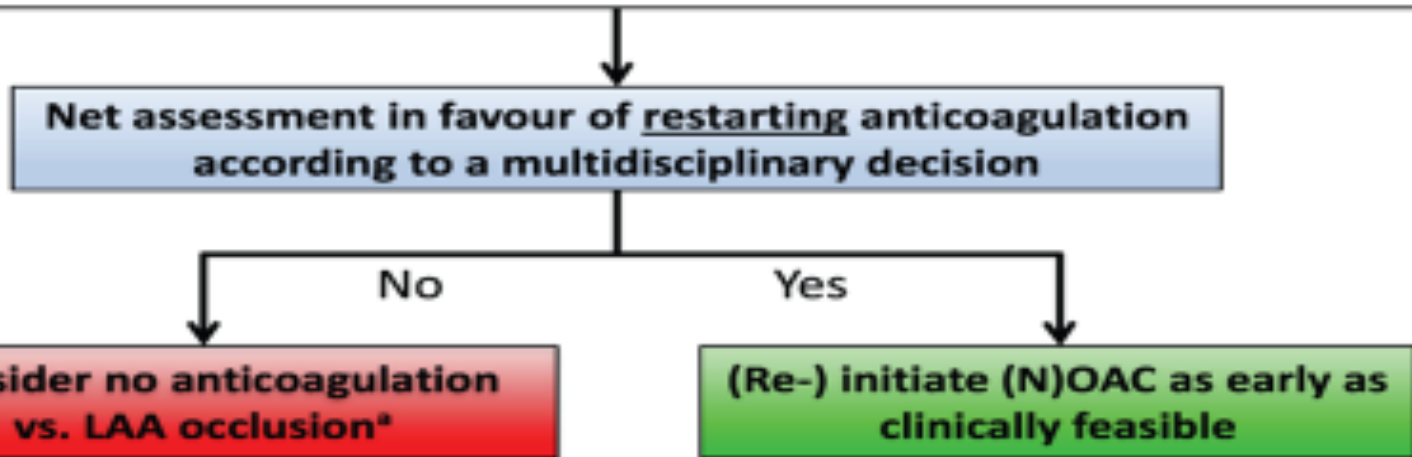 Net assessment in favour of restarting anticoagulation
according to a multidisciplinary decision
No
Yes
sider no anticoagulation
vs. LAA occlusionᵃ
(Re-) initiate (N)OAC as early as
clinically feasible